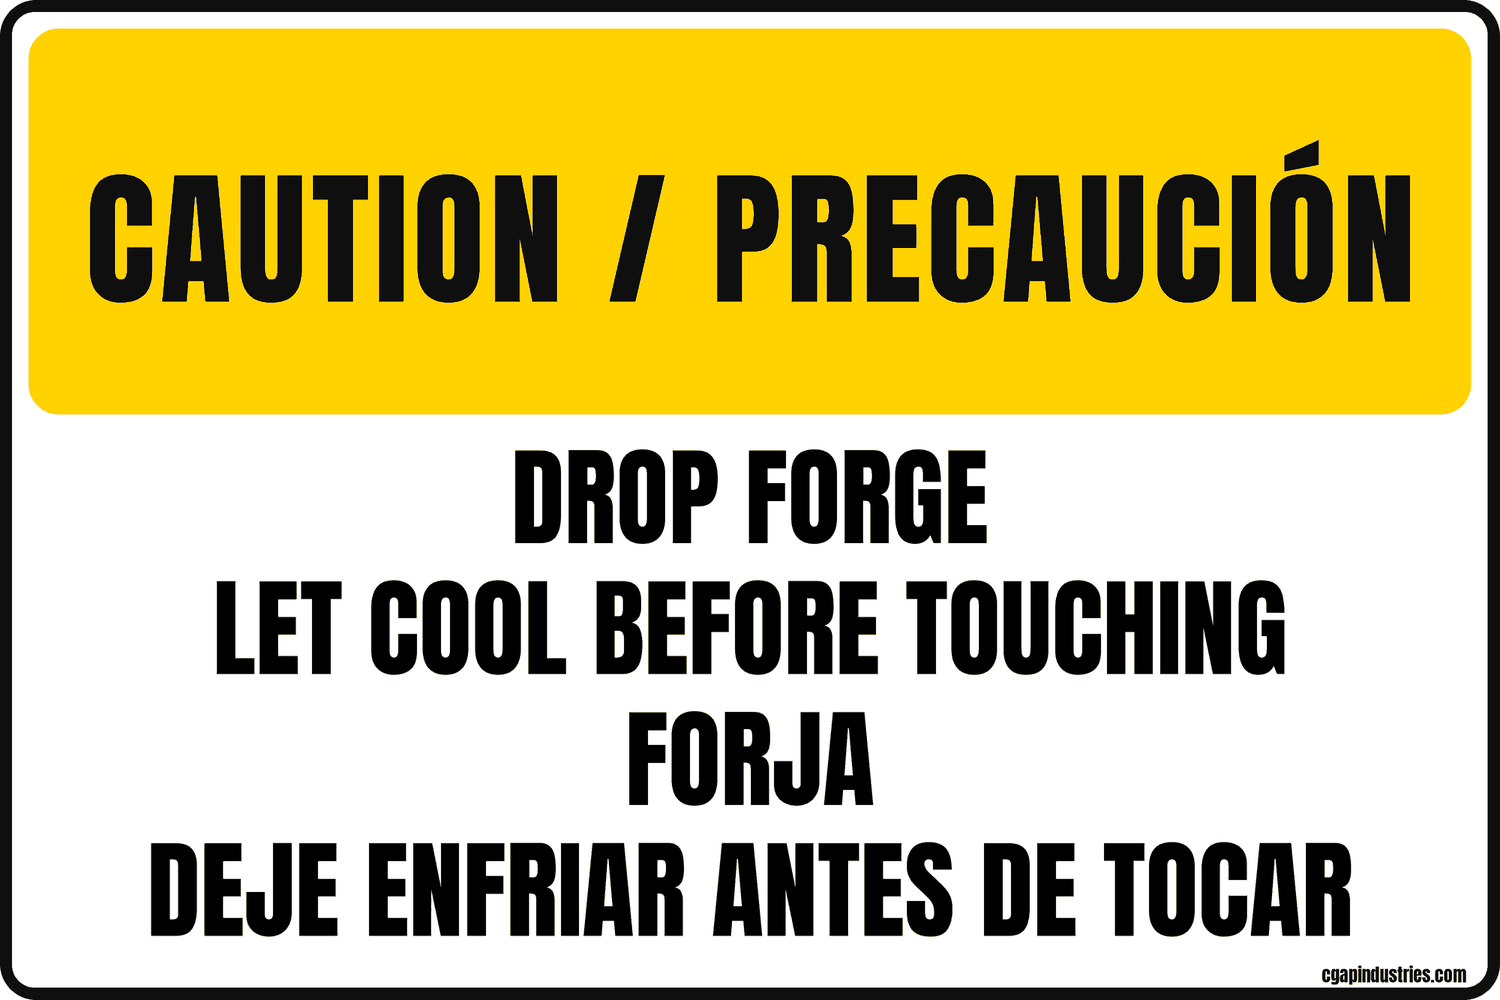 CAUTION / PRECAUCIÓN
DROP FORGE
LET COOL BEFORE TOUCHING
FORJA
DEJE ENFRIAR ANTES DE TOCAR
cgapindustries.com